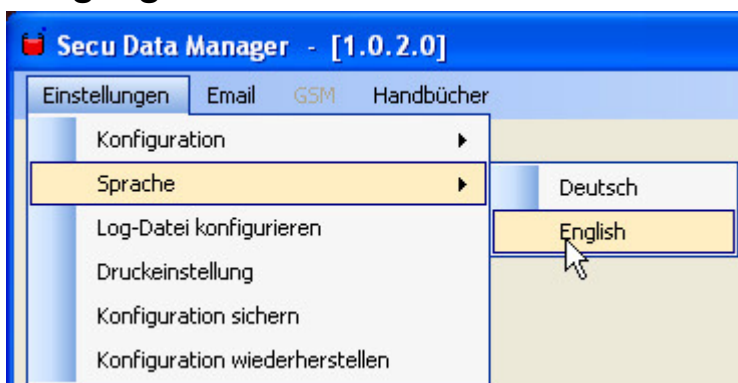 Secu Data Manager - [1.0.2.0]
Einstellungen Email GSM Handbücher
Konfiguration
Sprache
Deutsch
English
Log-Datei konfigurieren
Druckeinstellung
Konfiguration sichern
Konfiguration wiederherstellen